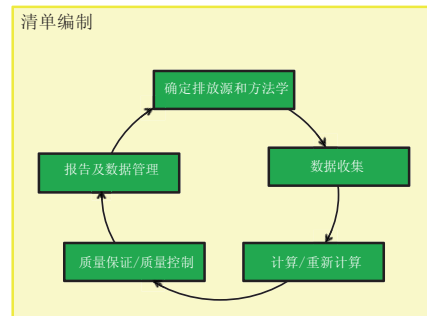 清单编制
确定排放源和方法学
数据收集
计算/重新计算
质量保证/质量控制
报告及数据管理